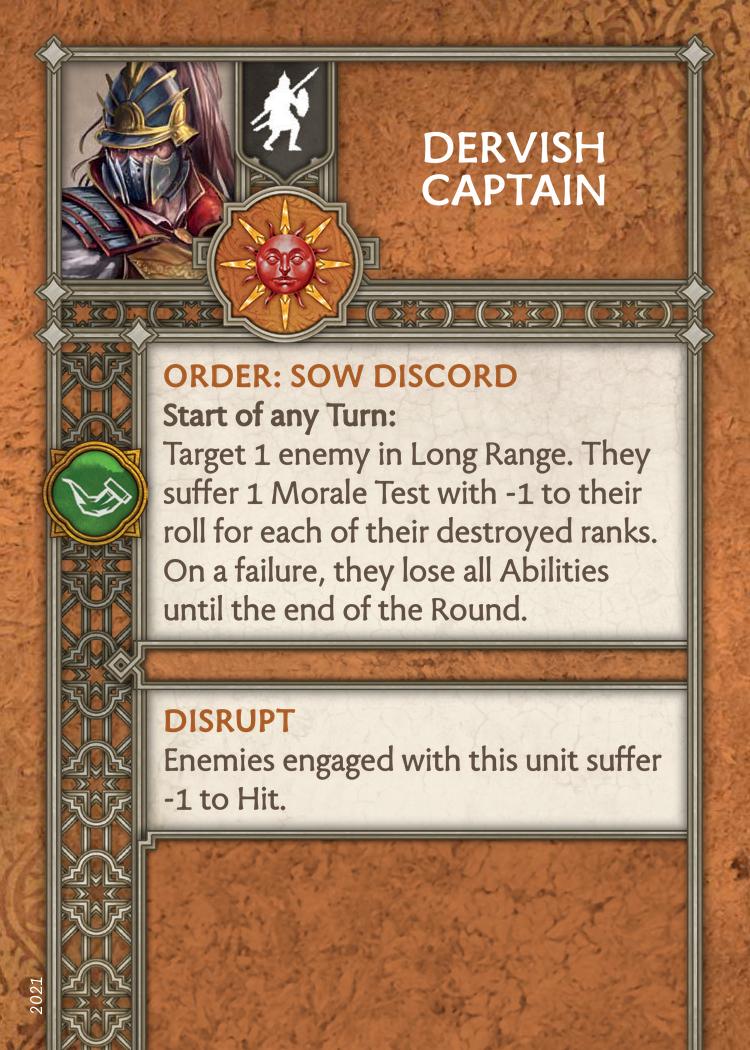 DERVISH
CAPTAIN
ORDER: SOW DISCORD
Start of any Turn:
Target 1 enemy in Long Range. They
suffer 1 Morale Test with -1 to their
roll for each of their destroyed ranks.
On a failure, they lose all Abilities
until the end of the Round.
DISRUPT
Enemies engaged with this unit suffer
-1 to Hit.
2021